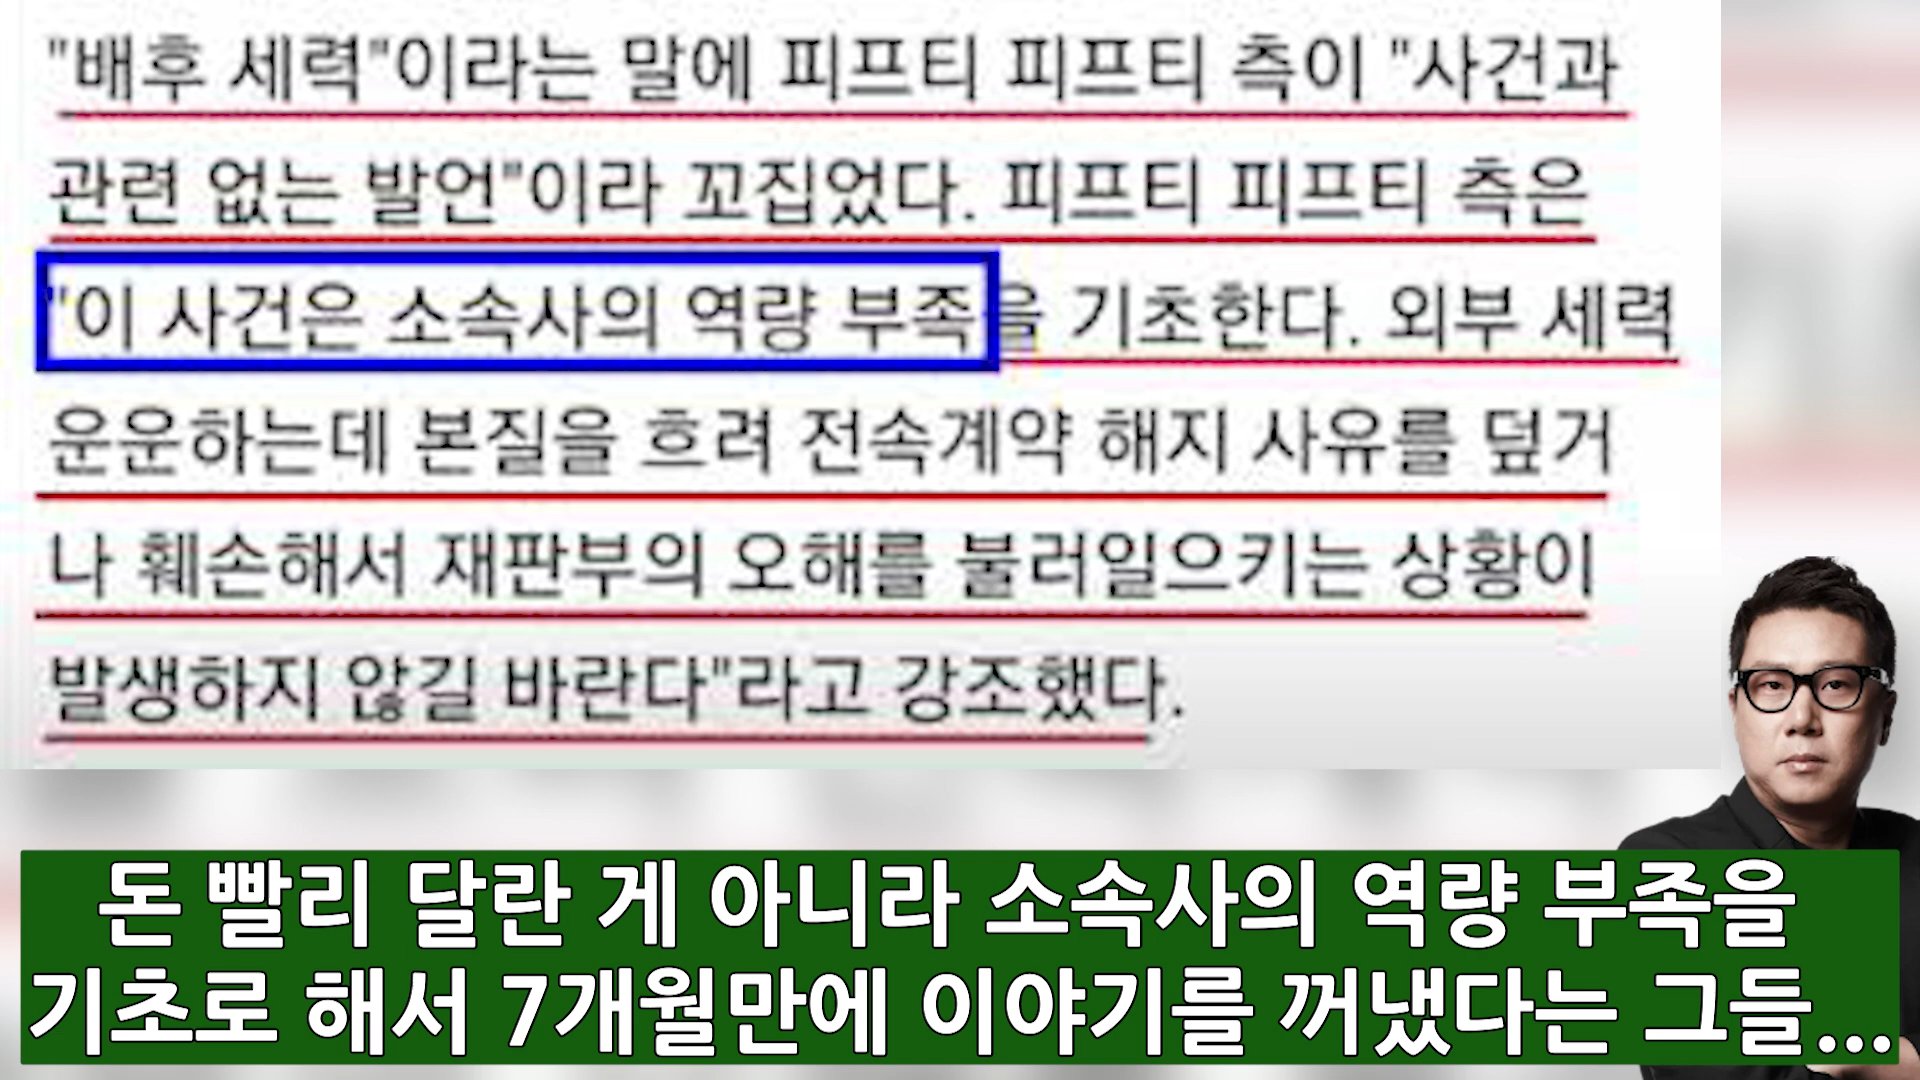 "배후 세력"이라는 말에 피프티 피프티 측이 "사건과
관련 없는 발언"이라 꼬집었다. 피프티 피프티 측은
"이 사건은 소속사의 역량 부족을 기초한다. 외부 세력
운운하는데 본질을 흐려 전속계약 해지 사유를 덮거
나 훼손해서 재판부의 오해를 불러일으키는 상황이
발생하지 않길 바란다"라고 강조했다.
돈 빨리 달란 게 아니라 소속사의 역량 부족을
기초로 해서 7개월만에 이야기를 꺼냈다는 그들...